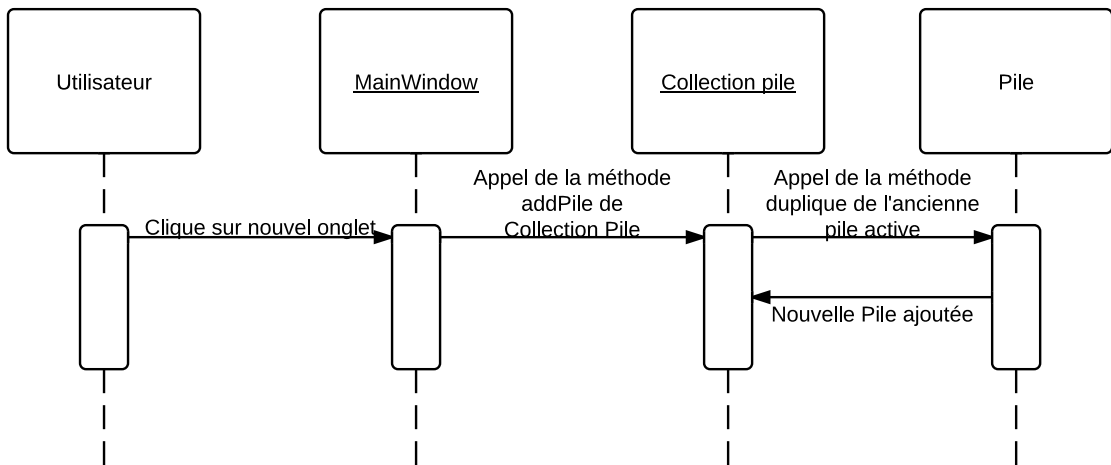 Utilisateur
MainWindow
Collection pile
Pile
Clique sur nouvel onglet
Appel de la méthode
addPile de
Collection Pile
Appel de la méthode
duplique de l'ancienne
pile active
Nouvelle Pile ajoutée